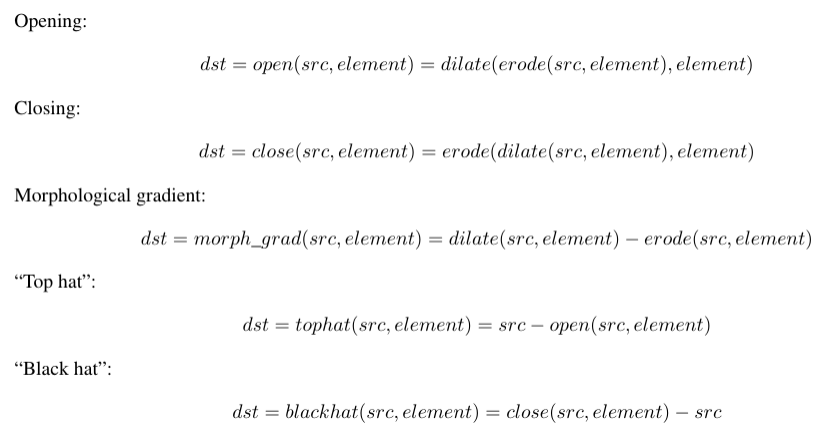 Opening:
dst = open(src, element) = dilate(erode(src, element), element)
Closing:
dst = close(src, element) = erode(dilate(src, element), element)
Morphological gradient:
dst = morph_grad(src, element) = dilate(src, element) − erode(src, element)
“Top hat”:
dst = tophat(src, element) = src − open(src, element)
“Black hat”:
dst = blackhat(src, element) = close(src, element) − src